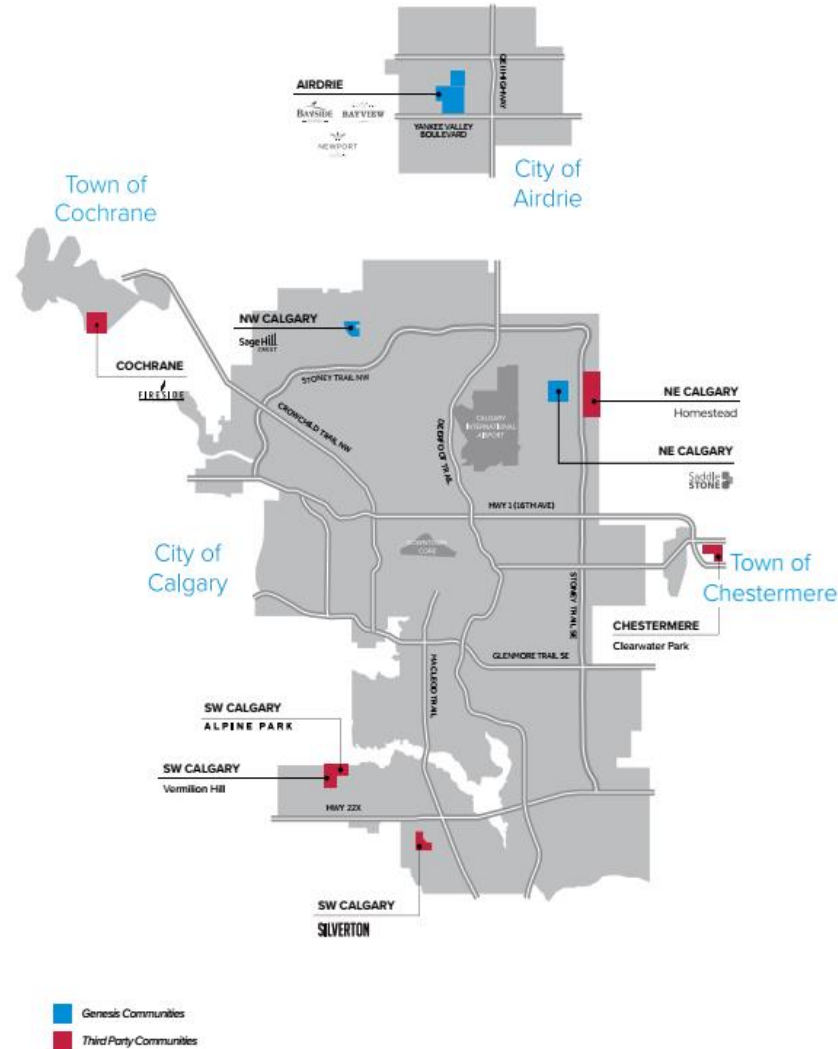 AIRDRIE
BAYSIDE BAYVIEW
NEWPORT
QEII HIGHWAY
YANKEE VALLEY
BOULEVARD
City of
Airdrie
Town of
Cochrane
NW CALGARY
SageHill
CREST
COCHRANE
FIRESIDE
STONEY TRAIL NW
CROWCHILD TRAIL NW
CALGARY
INTERNATIONAL
AIRPORT
DEERFOOT TRAIL
NE CALGARY
Homestead
NE CALGARY
Saddle
STONE
HWY 1 (16TH AVE)
City of
Calgary
DOWNTOWN
CORE
STONEY TRAIL SE
Town of
Chestermere
CHESTERMERE
Clearwater Park
GLENMORE TRAIL SE
MACLEOD TRAIL
SW CALGARY
ALPINE PARK
SW CALGARY
Vermilion Hill
HWY 22X
SW CALGARY
SILVERTON
Genesis Communities
Third Party Communities